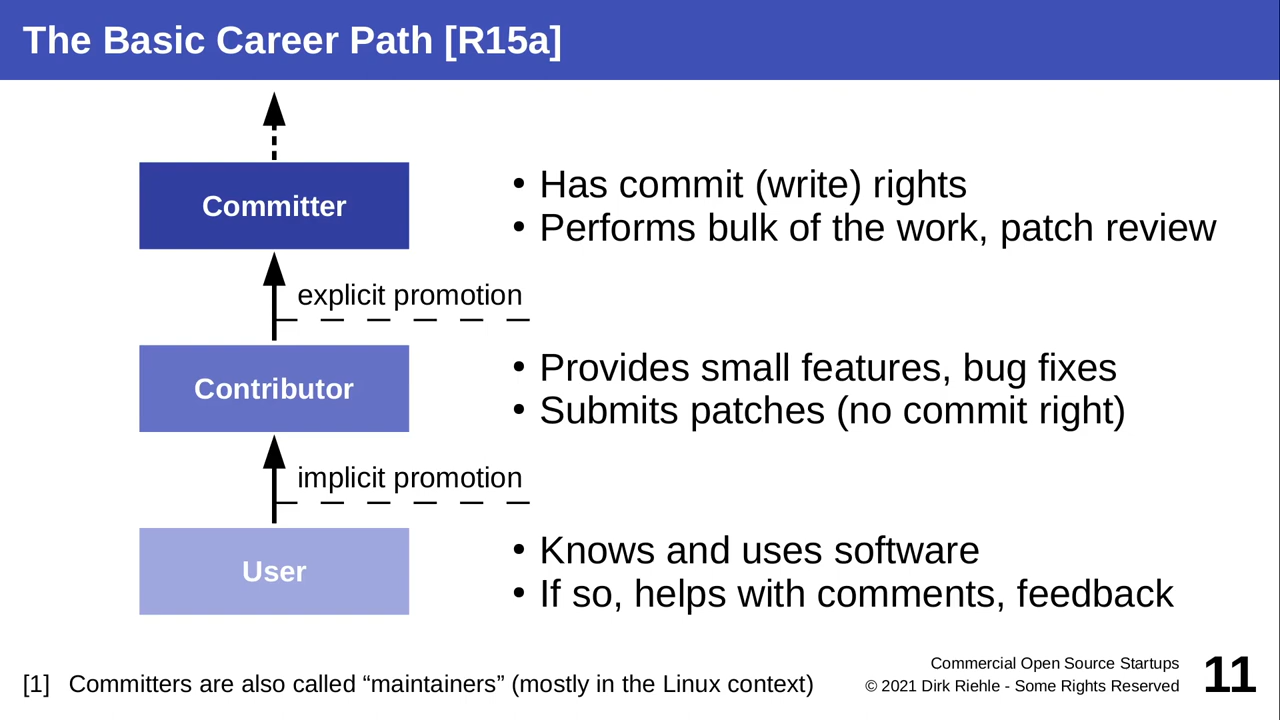 The Basic Career Path [R15a]
Committer
• Has commit (write) rights
• Performs bulk of the work, patch review
explicit promotion
Contributor
• Provides small features, bug fixes
• Submits patches (no commit right)
implicit promotion
User
• Knows and uses software
• If so, helps with comments, feedback
[1] Committers are also called “maintainers” (mostly in the Linux context)
Commercial Open Source Startups
© 2021 Dirk Riehle - Some Rights Reserved
11